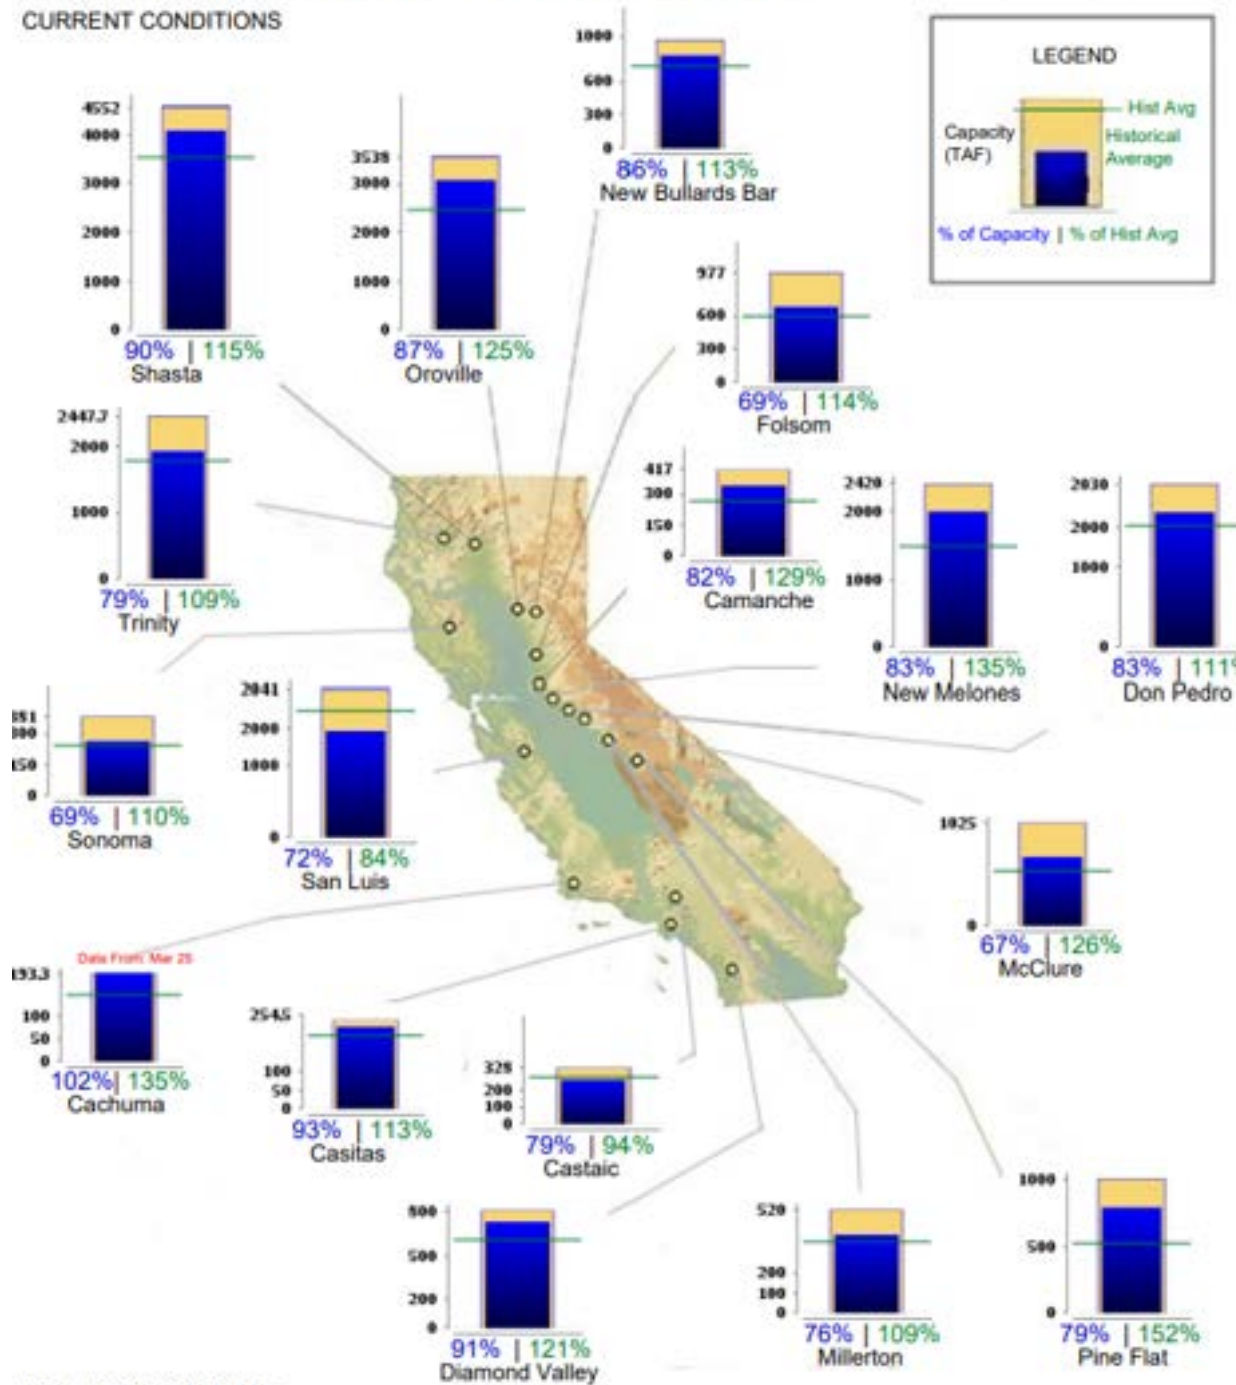 CURRENT CONDITIONS
4552
4000
3000
2000
1000
0
90% | 115%
Shasta
3538
3000
2000
1000
0
87% | 125%
Oroville
1000
600
300
0
86% | 113%
New Bullards Bar
LEGEND
Hist Avg
Capacity
(TAF)
Historical
Average
% of Capacity | % of Hist Avg
977
600
300
0
69% | 114%
Folsom
2447.7
2000
1000
0
79% | 109%
Trinity
417
300
150
0
82% | 129%
Camanche
2420
2000
1000
0
83% | 135%
New Melones
2030
2000
1000
0
83% | 111%
Don Pedro
150
0
69% | 110%
Sonoma
2041
2000
1000
0
72% | 84%
San Luis
1025
0
67% | 126%
McClure
Data From: Mar 25
193.3
100
50
0
102% | 135%
Cachuma
254.5
100
50
0
93% | 113%
Casitas
328
200
100
0
79% | 94%
Castaic
800
500
200
0
91% | 121%
Diamond Valley
520
200
100
0
76% | 109%
Millerton
1000
500
0
79% | 152%
Pine Flat